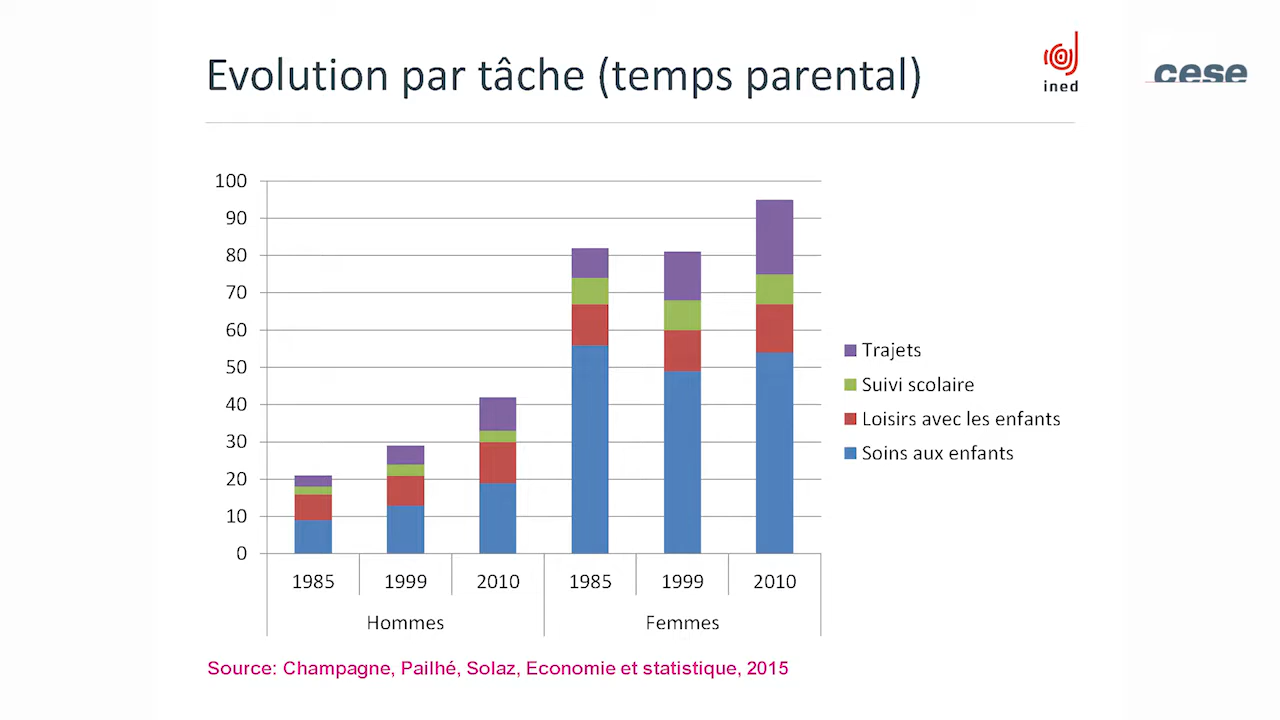 Evolution par tâche (temps parental)
ined
cese
100
90
80
70
60
50
40
30
20
10
0
Trajets
Suivi scolaire
Loisirs avec les enfants
Soins aux enfants
1985 1999 2010 1985 1999 2010
Hommes Femmes
Source: Champagne, Pailhé, Solaz, Economie et statistique, 2015